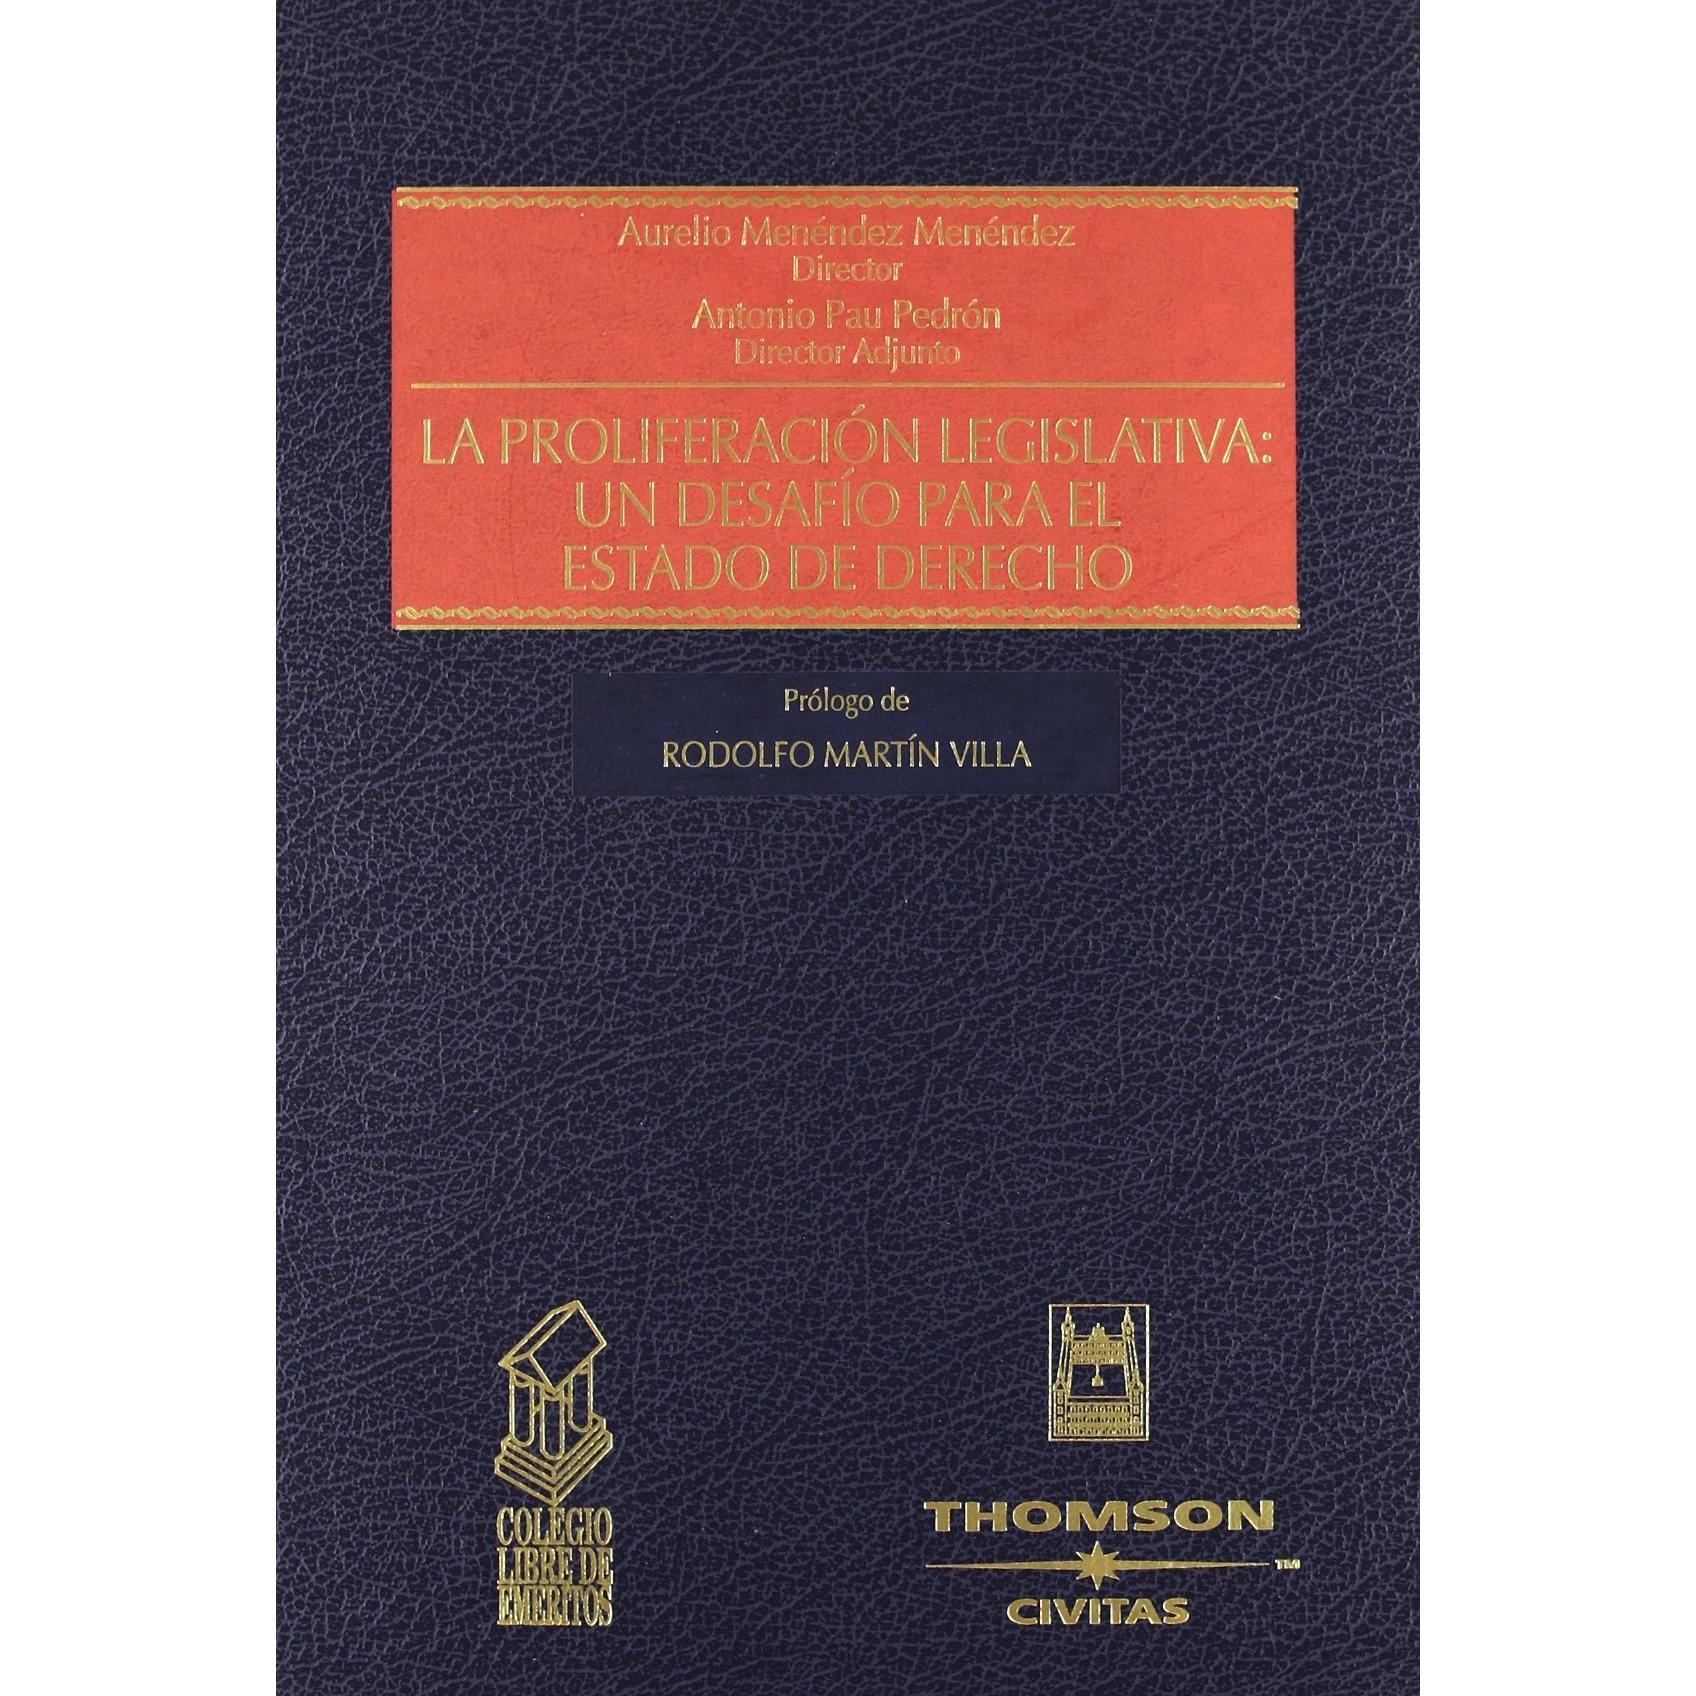 Aurelio Menéndez Menéndez
Director
Antonio Pau Pedrón
Director Adjunto
LA PROLIFERACIÓN LEGISLATIVA:
UN DESAFÍO PARA EL
ESTADO DE DERECHO
Prólogo de
RODOLFO MARTÍN VILLA
COLEGIO
LIBRE DE
EMERITOS
THOMSON
TM
CIVITAS